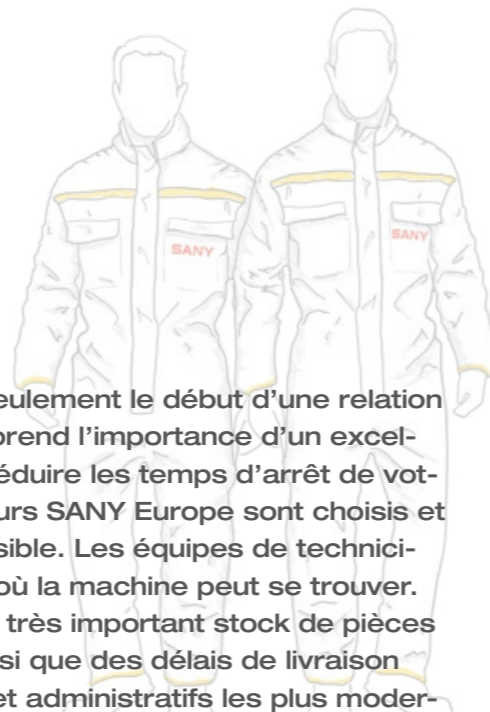 SANY
SANY
eulement le début d’une relation
prend l’importance d’un excel-
éduire les temps d’arrêt de vot-
urs SANY Europe sont choisis et
sible. Les équipes de technici-
où la machine peut se trouver.
très important stock de pièces
si que des délais de livraison
et administratifs les plus moder-